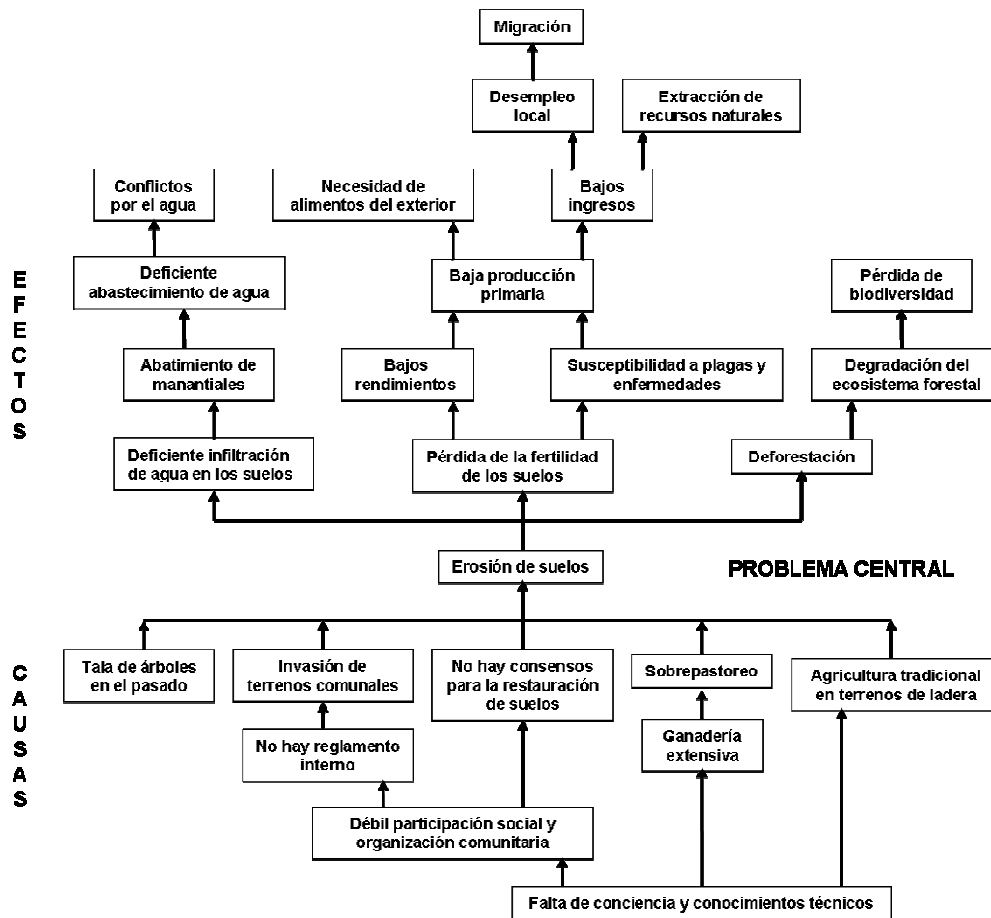 Migración
Desempleo
local
Extracción de
recursos naturales
Conflictos
por el agua
Necesidad de
alimentos del exterior
Bajos
ingresos
EFECTOS
Deficiente
abastecimiento de agua
Baja producción
primaria
Pérdida de
biodiversidad
Abatimiento de
manantiales
Bajos
rendimientos
Susceptibilidad a plagas y
enfermedades
Degradación del
ecosistema forestal
Deficiente infiltración
de agua en los suelos
Pérdida de la fertilidad
de los suelos
Deforestación
Erosión de suelos
PROBLEMA CENTRAL
CAUSAS
Tala de árboles
en el pasado
Invasión de
terrenos comunales
No hay consensos
para la restauración
de suelos
Sobrepastoreo
Agricultura tradicional
en terrenos de ladera
No hay reglamento
interno
Ganadería
extensiva
Débil participación social y
organización comunitaria
Falta de conciencia y conocimientos técnicos